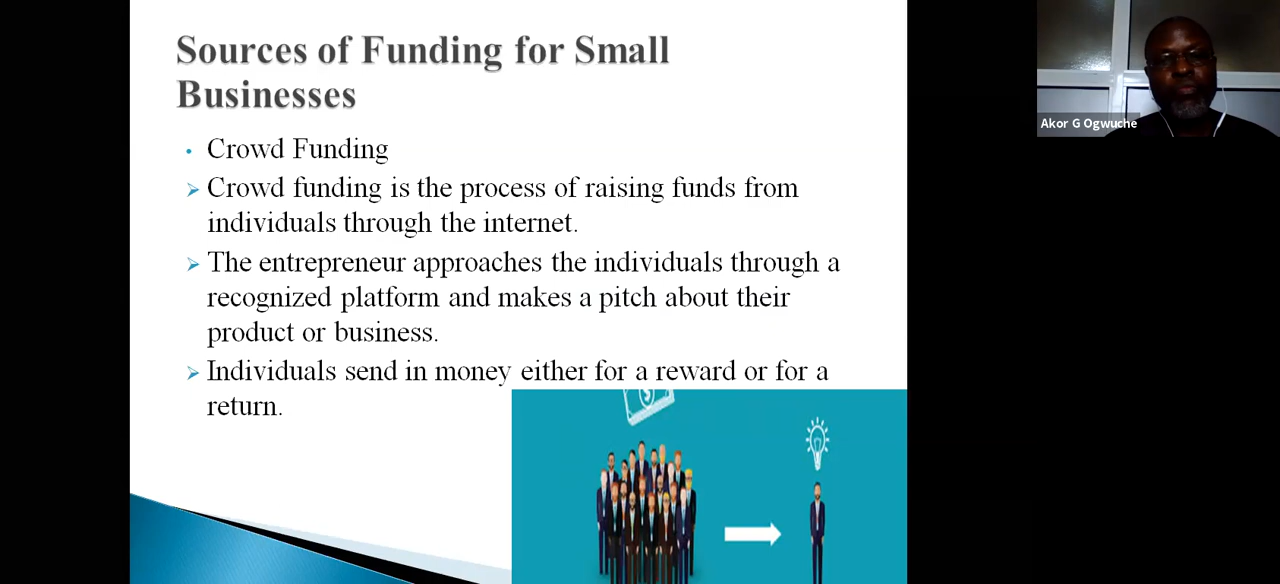 Sources of Funding for Small
Businesses
• Crowd Funding
➢ Crowd funding is the process of raising funds from
individuals through the internet.
➢ The entrepreneur approaches the individuals through a
recognized platform and makes a pitch about their
product or business.
➢ Individuals send in money either for a reward or for a
return.
$
Akor G Ogwuche